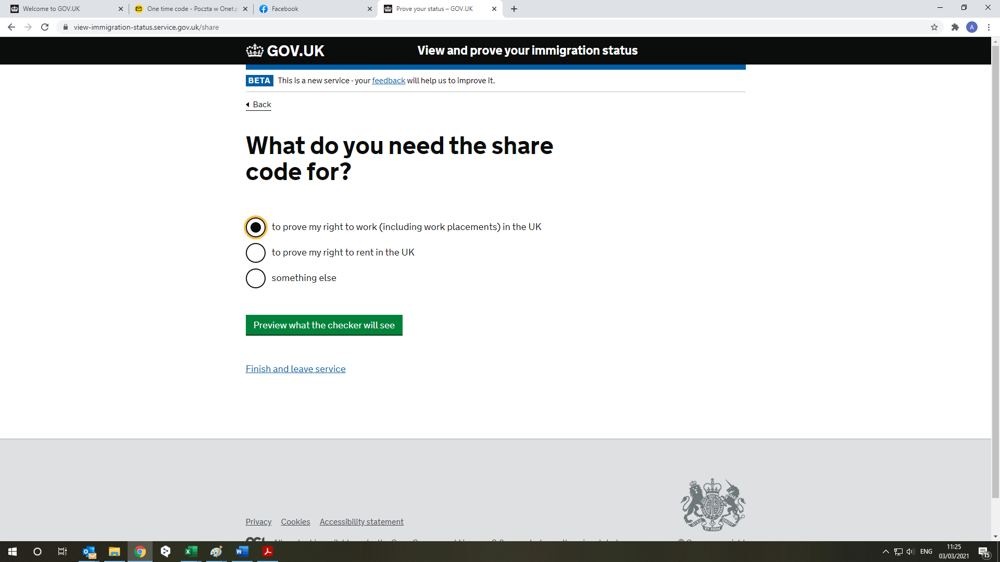 Welcome to GOV.UK
One time code - Poczta w Onet.p
Facebook
Prove your status – GOV.UK
view-immigration-status.service.gov.uk/share
A
GOV.UK
View and prove your immigration status
BETA This is a new service - your feedback will help us to improve it.
Back
What do you need the share
code for?
to prove my right to work (including work placements) in the UK
to prove my right to rent in the UK
something else
Preview what the checker will see
Finish and leave service
Privacy Cookies Accessibility statement
ENG
11:25
03/03/2021
15